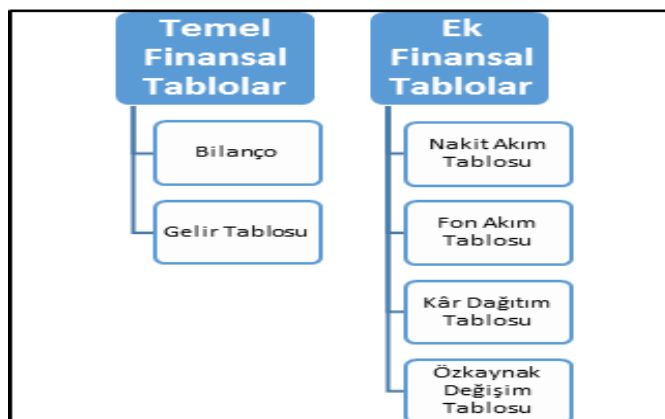 Temel
Finansal
Tablolar
Bilanço
Gelir Tablosu
Ek
Finansal
Tablolar
Nakit Akım
Tablosu
Fon Akım
Tablosu
Kâr Dağıtım
Tablosu
Özkaynak
Değişim
Tablosu